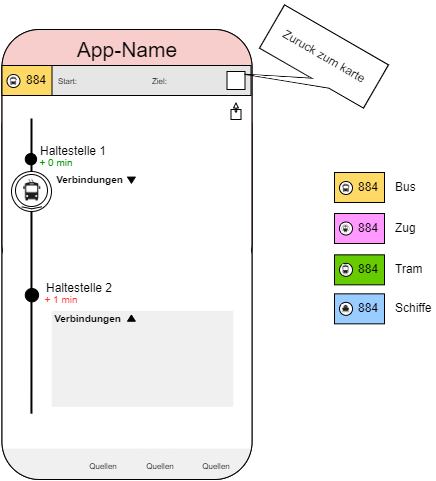 App-Name
Zuruck zum karte
884 Start: Ziel:
Haltestelle 1
+ 0 min
Verbindungen
884 Bus
884 Zug
884 Tram
Haltestelle 2
+ 1 min
884 Schiffe
Verbindungen
Quellen Quellen Quellen